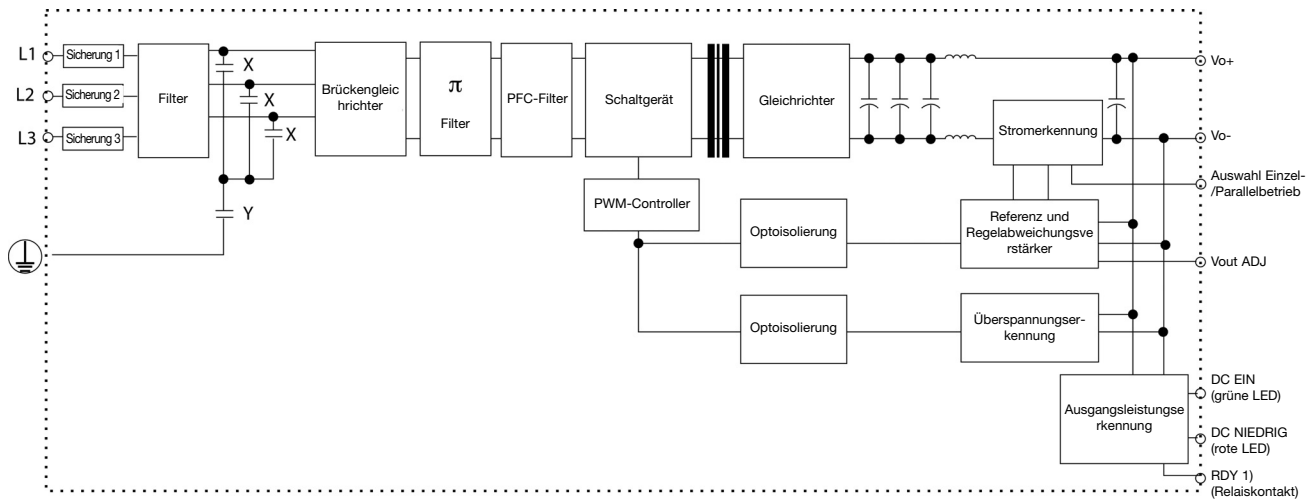 L1
Sicherung 1
L2
Sicherung 2
L3
Sicherung 3
Filter
X
X
X
Y
Brückengleic
hrichter
π
Filter
PFC-Filter
Schaltgerät
PWM-Controller
Gleichrichter
Optoisolierung
Optoisolierung
Stromerkennung
Referenz und
Regelabweichungsve
rstärker
Überspannungser-
kennung
Ausgangsleistungse
rkennung
Vo+
Vo-
Auswahl Einzel-
/Parallelbetrieb
Vout ADJ
DC EIN
(grüne LED)
DC NIEDRIG
(rote LED)
RDY 1)
(Relaiskontakt)